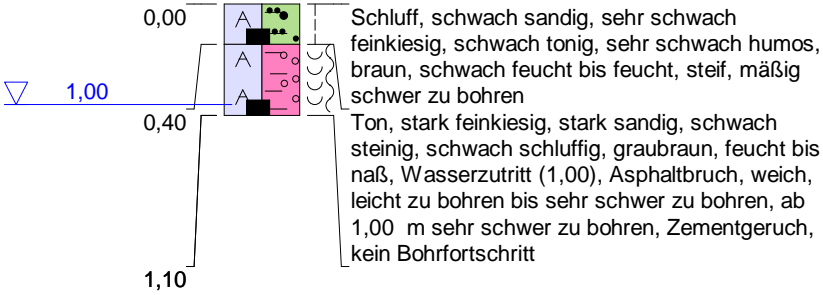 0,00
Schluff, schwach sandig, sehr schwach
feinkiesig, schwach tonig, sehr schwach humos,
braun, schwach feucht bis feucht, steif, mäßig
schwer zu bohren
A
A
A
1,00
0,40
Ton, stark feinkiesig, stark sandig, schwach
steinig, schwach schluffig, graubraun, feucht bis
naß, Wasserzutritt (1,00), Asphaltbruch, weich,
leicht zu bohren bis sehr schwer zu bohren, ab
1,00 m sehr schwer zu bohren, Zementgeruch,
kein Bohrfortschritt
1,10